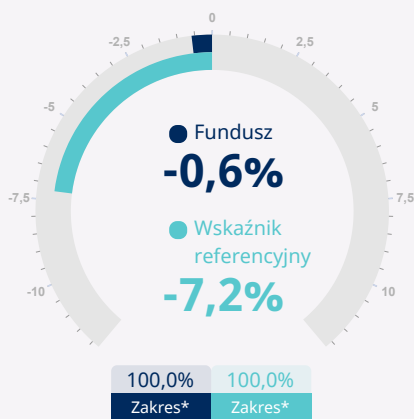 0
-2,5 2,5
-5 5
Fundusz
-0,6%
-7,5 7,5
Wskaźnik
referencyjny
-7,2%
-10 10
100,0% 100,0%
Zakres* Zakres*